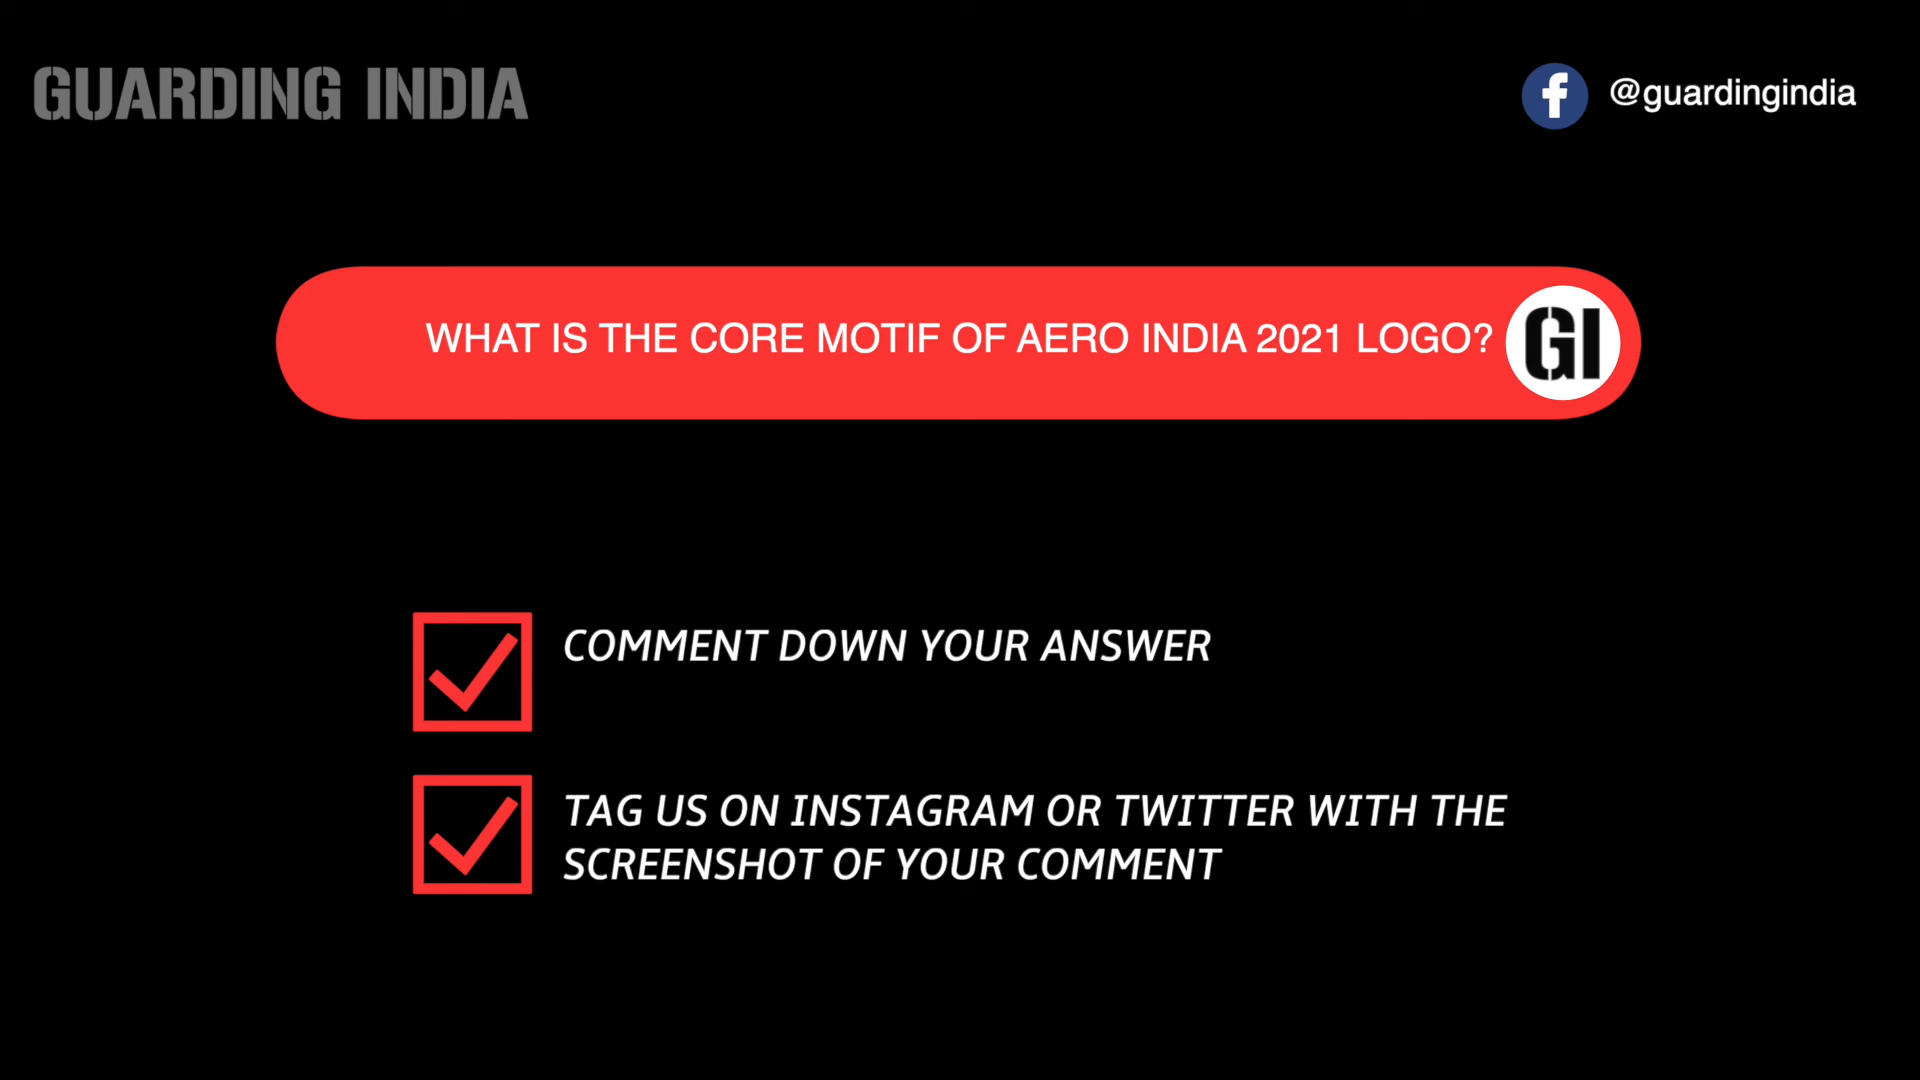 GUARDING INDIA
f @guardingindia
WHAT IS THE CORE MOTIF OF AERO INDIA 2021 LOGO?
GI
COMMENT DOWN YOUR ANSWER
TAG US ON INSTAGRAM OR TWITTER WITH THE
SCREENSHOT OF YOUR COMMENT